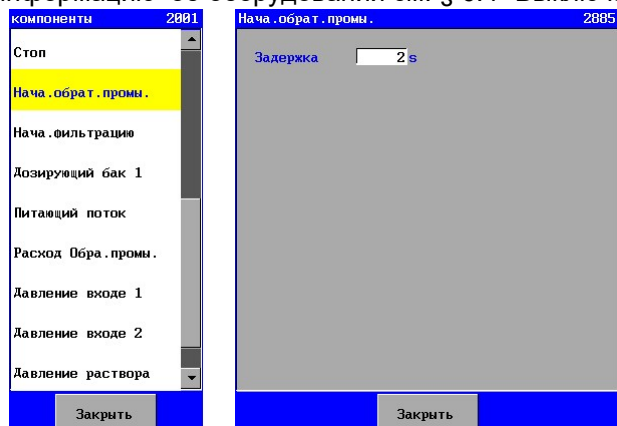 компоненты 2001
Стоп
Нача.обрат.промы.
Нача.фильтрацию
Дозирующий бак 1
Питающий поток
Расход Обра.промы.
Давление входе 1
Давление входе 2
Давление раствора
Закрыть
Нача.обрат.промы. 2885
Задержка 2 s
Закрыть